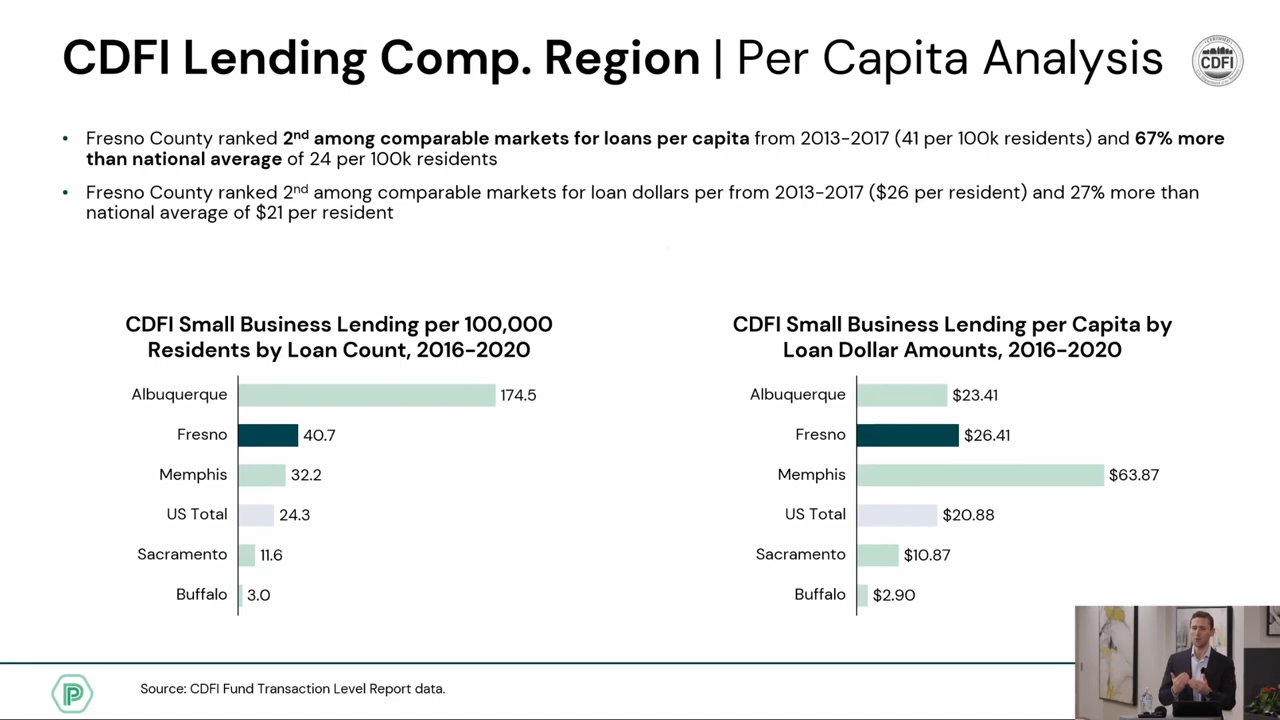 CDFI Lending Comp. Region | Per Capita Analysis
CDFI
• Fresno County ranked 2nd among comparable markets for loans per capita from 2013-2017 (41 per 100k residents) and 67% more
than national average of 24 per 100k residents
• Fresno County ranked 2nd among comparable markets for loan dollars per from 2013-2017 ($26 per resident) and 27% more than
national average of $21 per resident
CDFI Small Business Lending per 100,000
Residents by Loan Count, 2016-2020
Albuquerque 174.5
Fresno 40.7
Memphis 32.2
US Total 24.3
Sacramento 11.6
Buffalo 3.0
CDFI Small Business Lending per Capita by
Loan Dollar Amounts, 2016-2020
Albuquerque $23.41
Fresno $26.41
Memphis $63.87
US Total $20.88
Sacramento $10.87
Buffalo $2.90
P
Source: CDFI Fund Transaction Level Report data.